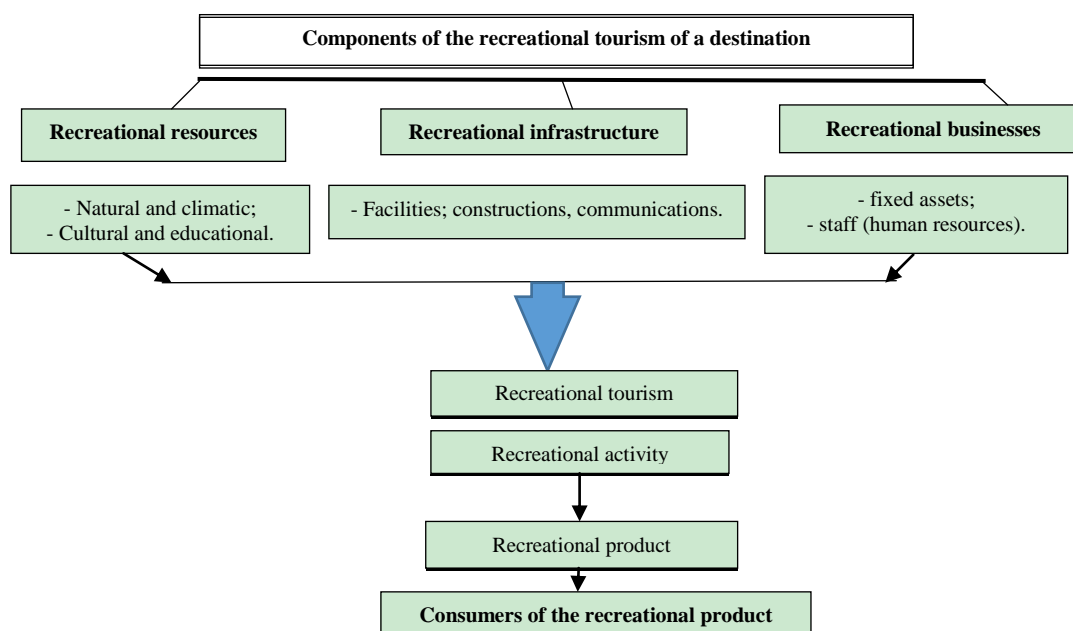 Components of the recreational tourism of a destination
Recreational resources
Recreational infrastructure
Recreational businesses
- Natural and climatic;
- Cultural and educational.
- Facilities; constructions, communications.
- fixed assets;
- staff (human resources).
Recreational tourism
Recreational activity
Recreational product
Consumers of the recreational product